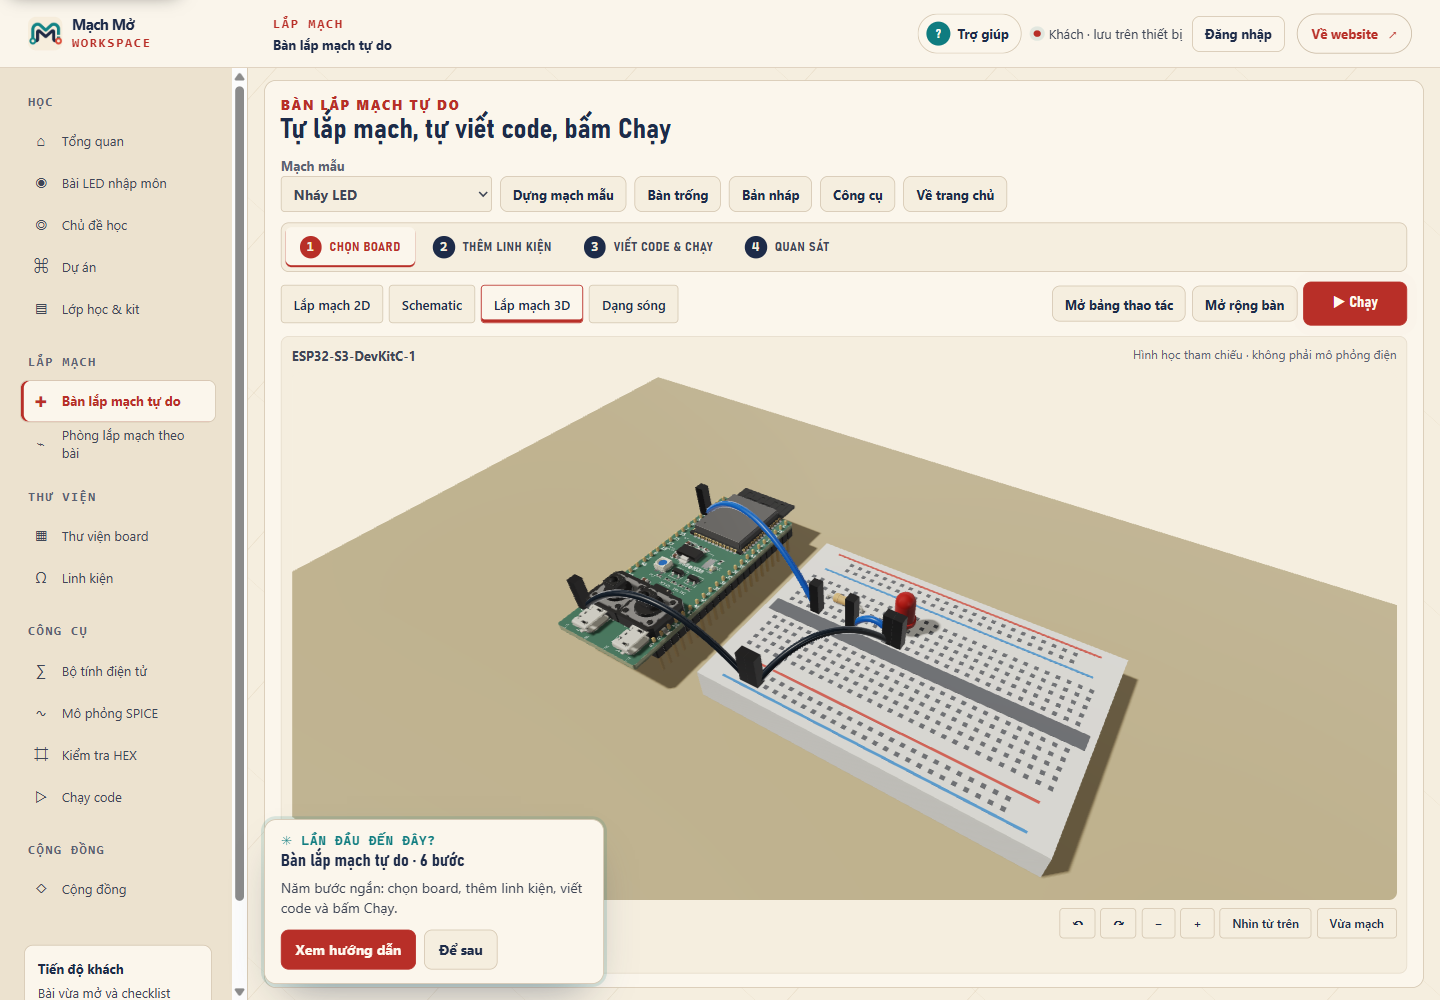 Mạch Mở
WORKSPACE
LẮP MẠCH
Bàn lắp mạch tự do
? Trợ giúp
Khách · lưu trên thiết bị
Đăng nhập
Về website ↗
HỌC
Tổng quan
Bài LED nhập môn
Chủ đề học
Dự án
Lớp học & kit
LẮP MẠCH
Bàn lắp mạch tự do
Phòng lắp mạch theo
bài
THƯ VIỆN
Thư viện board
Linh kiện
CÔNG CỤ
Bộ tính điện tử
Mô phỏng SPICE
Kiểm tra HEX
Chạy code
CỘNG ĐỒNG
Cộng đồng
Tiến độ khách
Bài vừa mở và checklist
BÀN LẮP MẠCH TỰ DO
Tự lắp mạch, tự viết code, bấm Chạy
Mạch mẫu
Nháy LED
Dựng mạch mẫu
Bàn trống
Bản nháp
Công cụ
Về trang chủ
1 CHỌN BOARD
2 THÊM LINH KIỆN
3 VIẾT CODE & CHẠY
4 QUAN SÁT
Lắp mạch 2D
Schematic
Lắp mạch 3D
Dạng sóng
Mở bảng thao tác
Mở rộng bàn
▶ Chạy
ESP32-S3-DevKitC-1
Hình học tham chiếu · không phải mô phỏng điện
✳ LẦN ĐẦU ĐẾN ĐÂY?
Bàn lắp mạch tự do · 6 bước
Năm bước ngắn: chọn board, thêm linh kiện, viết
code và bấm Chạy.
Xem hướng dẫn
Để sau
↶
↷
−
+
Nhìn từ trên
Vừa mạch